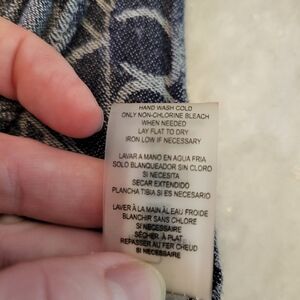 HAND WASH COLD
ONLY NON-CHLORINE BLEACH
WHEN NEEDED
LAY FLAT TO DRY
IRON LOW IF NECESSARY
LAVAR A MANO EN AGUA FRIA
SOLO BLANQUEADOR SIN CLORO
SI NECESITA
SECAR EXTENDIDO
PLANCHA TIBIA SI ES NECESARIO
LAVER À LA MAIN À L EAU FROIDE
BLANCHIR SANS CHLORE
SI NECESSAIRE
SÉCHER À PLAT
REPASSER AU FER CHEUD
SI NECESSAIRE